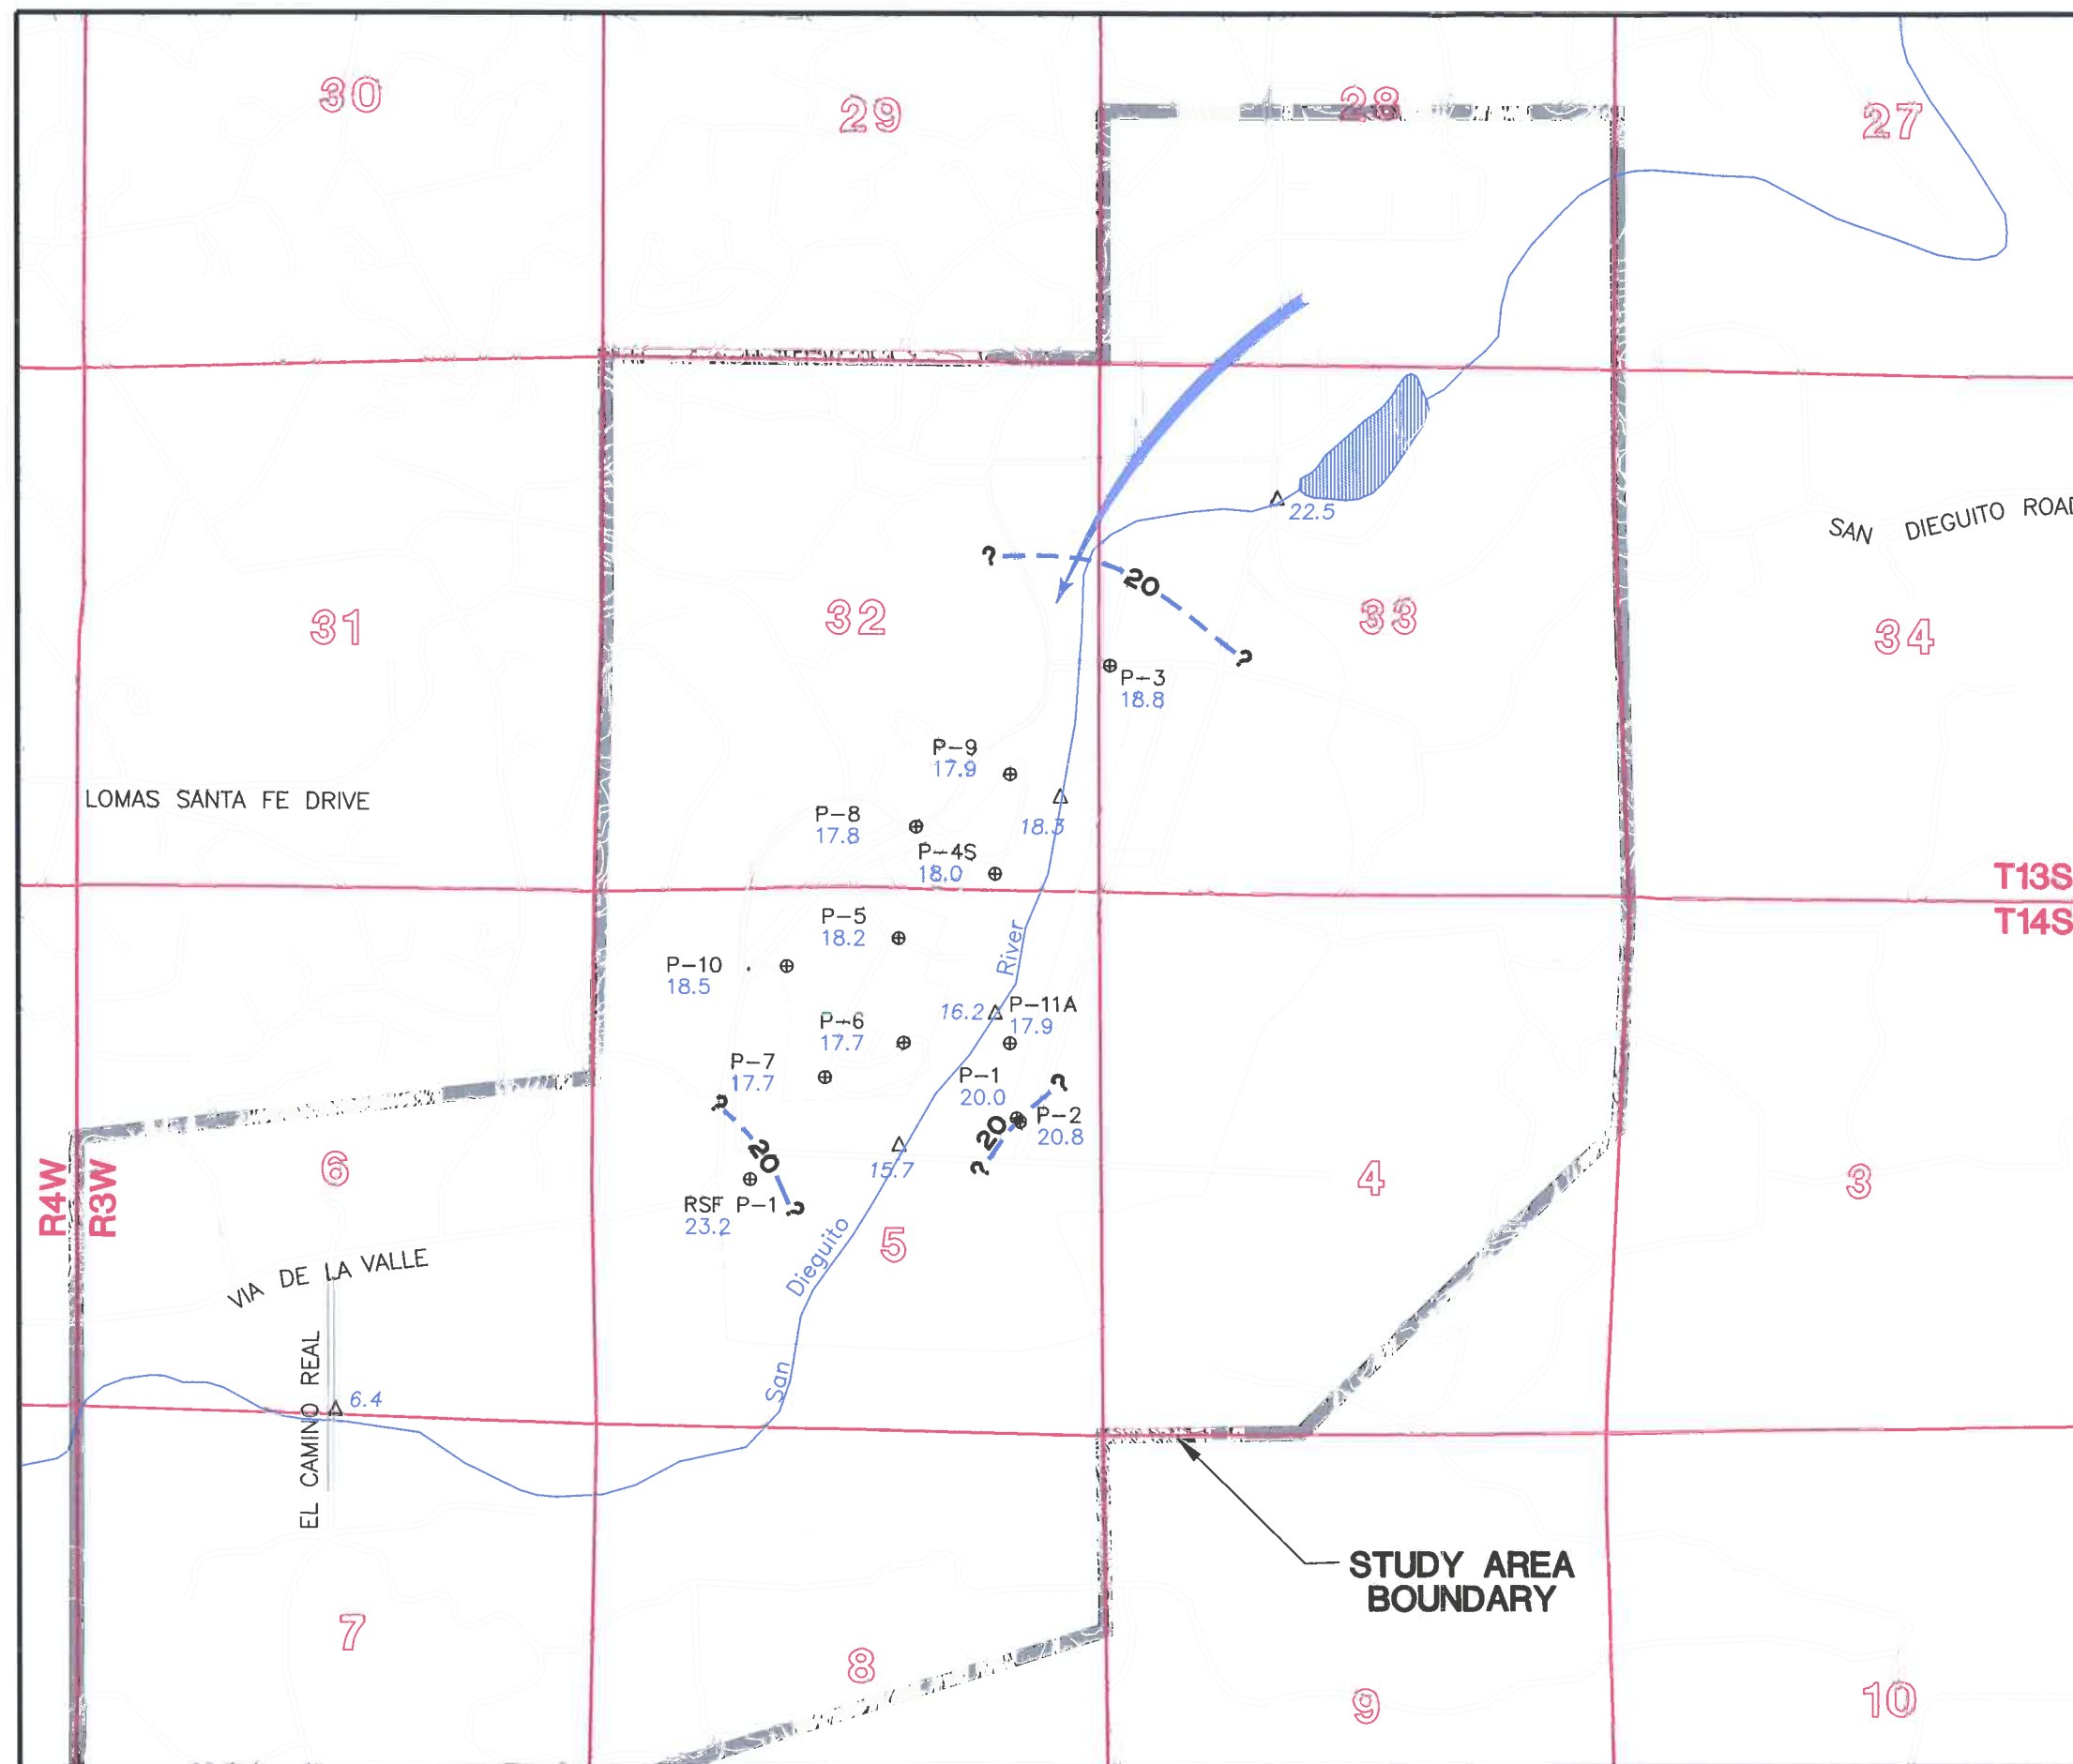 30
29
28
27
22.5
SAN DIEGUITO ROAD
?
20
31
32
33
34
?
P-3
18.8
P-9
17.9
LOMAS SANTA FE DRIVE
P-8
17.8
18.3
P-4S
18.0
T13S
T14S
P-5
18.2
River
P-10
18.5
16.2
P-11A
17.9
P-6
17.7
P-7
17.7
P-1
20.0
?
?
20
P-2
20.8
20
?
15.7
R4W
R3W
6
4
3
RSF P-1
23.2
?
5
Dieguito
VIA DE LA VALLE
EL CAMINO REAL
San
6.4
STUDY AREA
BOUNDARY
7
8
9
10